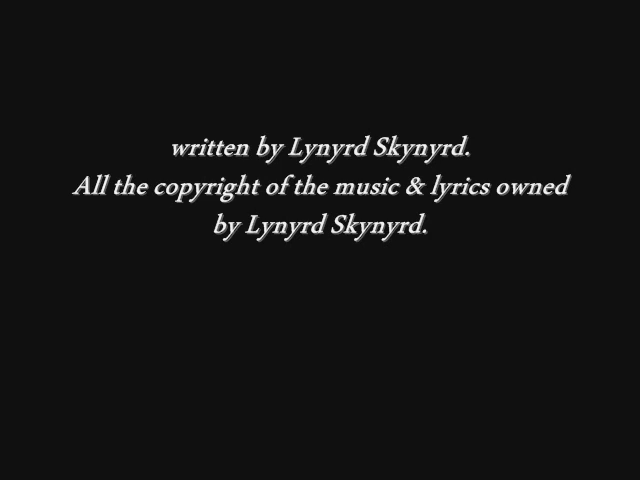 written by Lynyrd Skynyrd.
All the copyright of the music & lyrics owned
by Lynyrd Skynyrd.